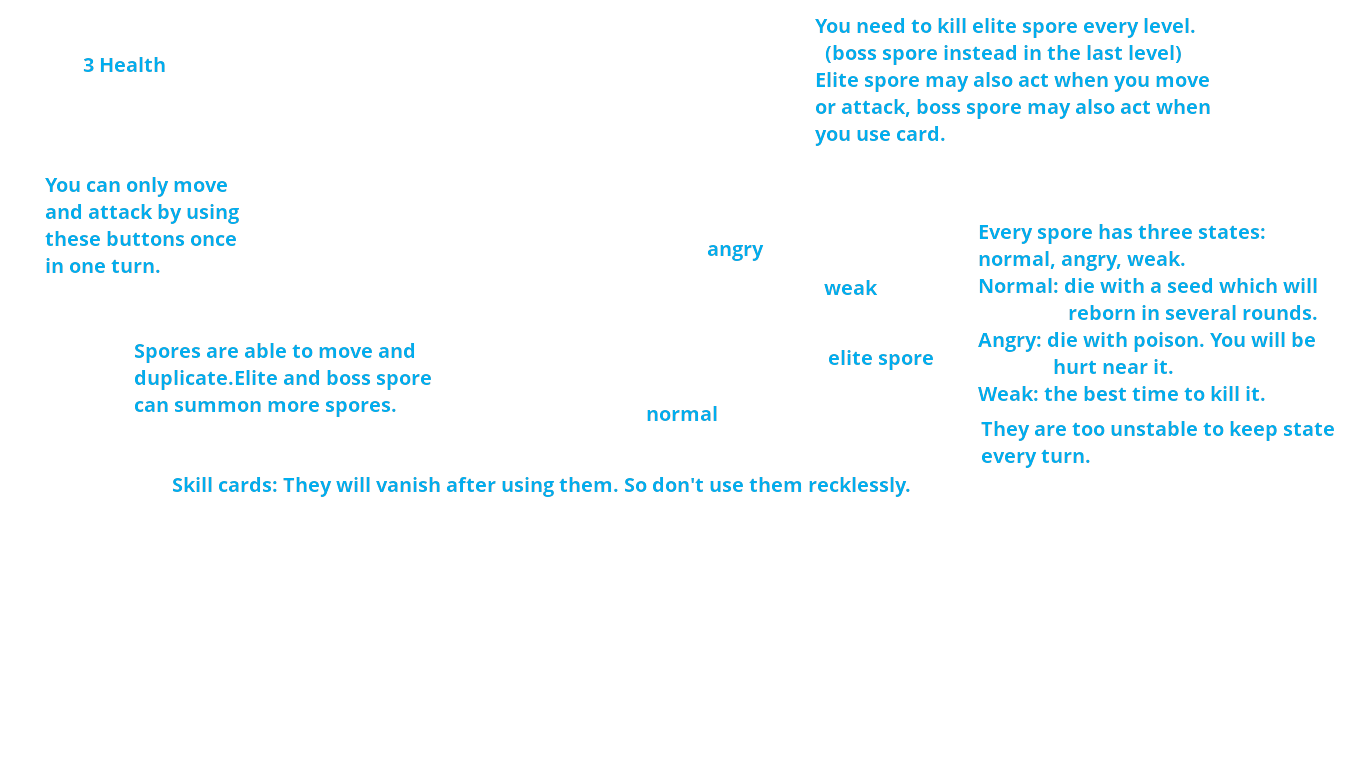 3 Health
You need to kill elite spore every level.
(boss spore instead in the last level)
Elite spore may also act when you move
or attack, boss spore may also act when
you use card.
You can only move
and attack by using
these buttons once
in one turn.
angry
weak
elite spore
normal
Every spore has three states:
normal, angry, weak.
Normal: die with a seed which will
reborn in several rounds.
Angry: die with poison. You will be
hurt near it.
Weak: the best time to kill it.
They are too unstable to keep state
every turn.
Spores are able to move and
duplicate.Elite and boss spore
can summon more spores.
Skill cards: They will vanish after using them. So don't use them recklessly.